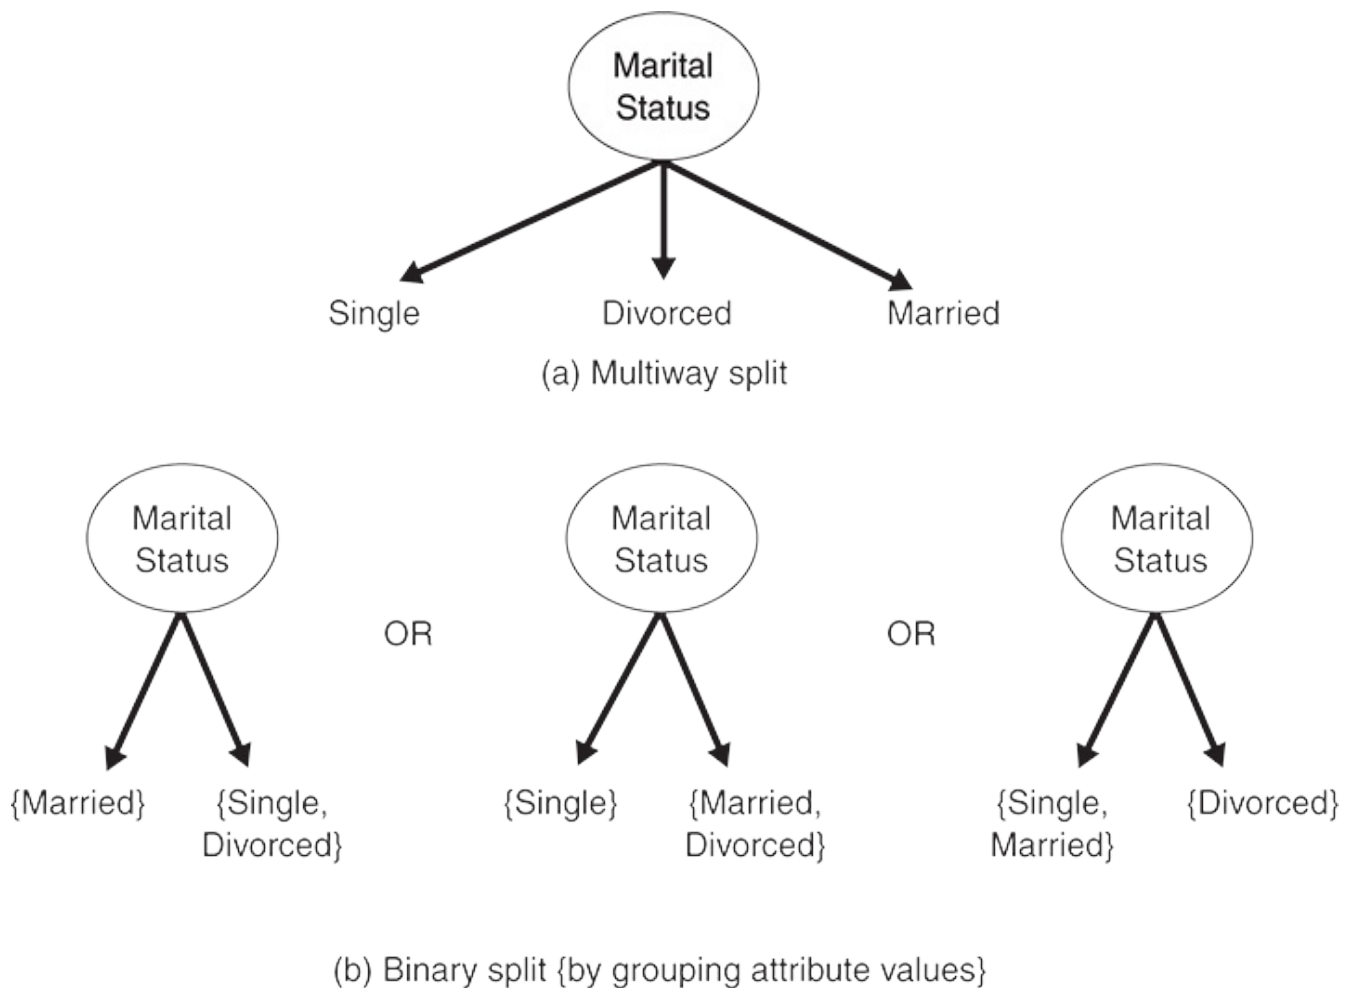 Marital
Status
Single
Divorced
Married
(a) Multiway split
Marital
Status
OR
Marital
Status
OR
Marital
Status
{Married}
{Single,
Divorced}
{Single}
{Married,
Divorced}
{Single,
Married}
{Divorced}
(b) Binary split {by grouping attribute values}